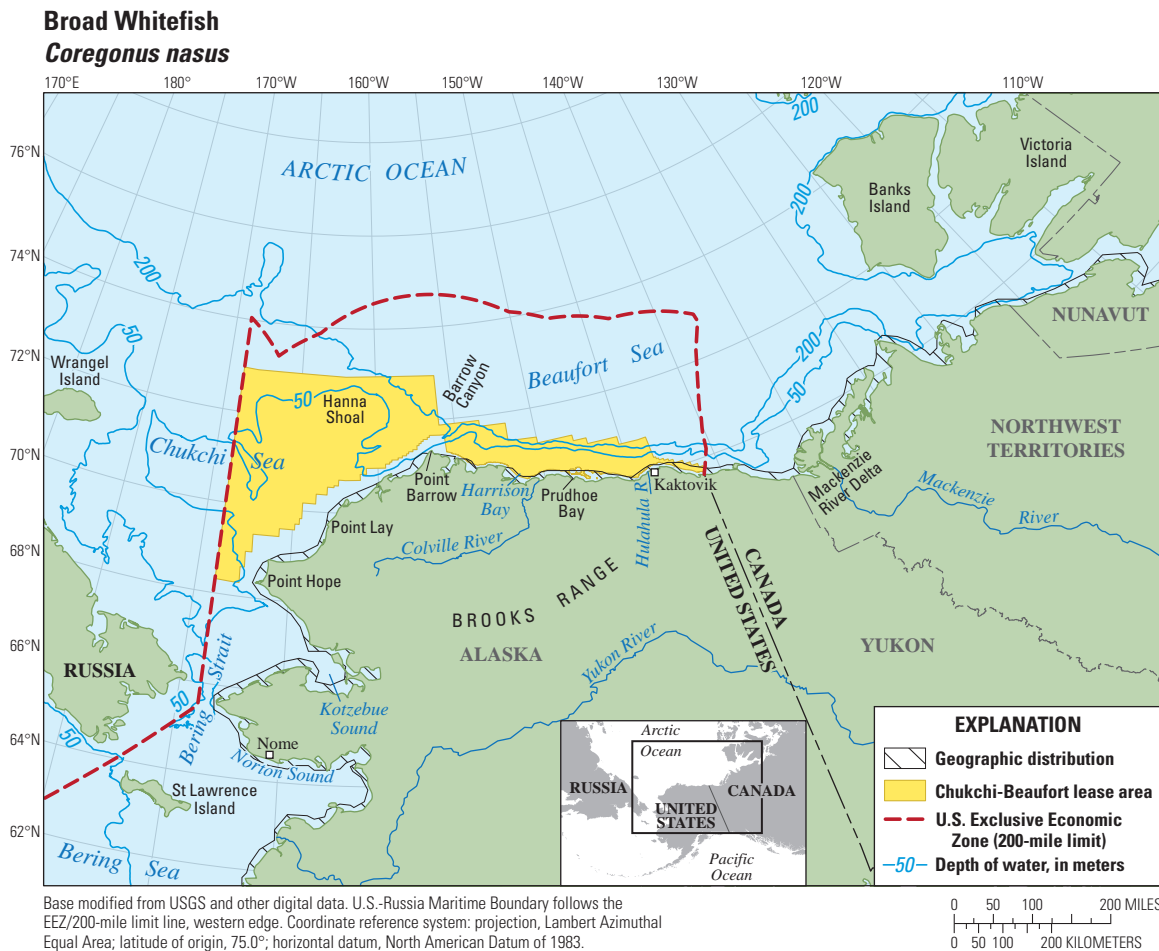 Broad Whitefish
Coregonus nasus
170°E
180°
170°W
160°W
150°W
140°W
130°W
120°W
110°W
76°N
74°N
72°N
70°N
68°N
66°N
64°N
62°N
ARCTIC OCEAN
200
200
200
Victoria
Island
Banks
Island
200
50
NUNAVUT
Wrangel
Island
Barrow
Canyon
Beaufort Sea
200
50
50
Hanna
Shoal
Chukchi Sea
NORTHWEST
TERRITORIES
Point
Barrow
Harrison
Bay
Prudhoe
Bay
Hulahula R
Kaktovik
Mackenzie
River Delta
Mackenzie
River
Point Lay
Colville River
Point Hope
BROOKS RANGE
CANADA
UNITED STATES
ALASKA
YUKON
Yukon River
RUSSIA
Bering Strait
50
50
Kotzebue
Sound
Nome
Norton Sound
St Lawrence
Island
Bering Sea
Arctic
Ocean
RUSSIA
CANADA
UNITED
STATES
Pacific
Ocean
EXPLANATION
Geographic distribution
Chukchi-Beaufort lease area
U.S. Exclusive Economic
Zone (200-mile limit)
50
Depth of water, in meters
Base modified from USGS and other digital data. U.S.-Russia Maritime Boundary follows the
EEZ/200-mile limit line, western edge. Coordinate reference system: projection, Lambert Azimuthal
Equal Area; latitude of origin, 75.0°; horizontal datum, North American Datum of 1983.
0 50 100 200 MILES
0 50 100 200 KILOMETERS